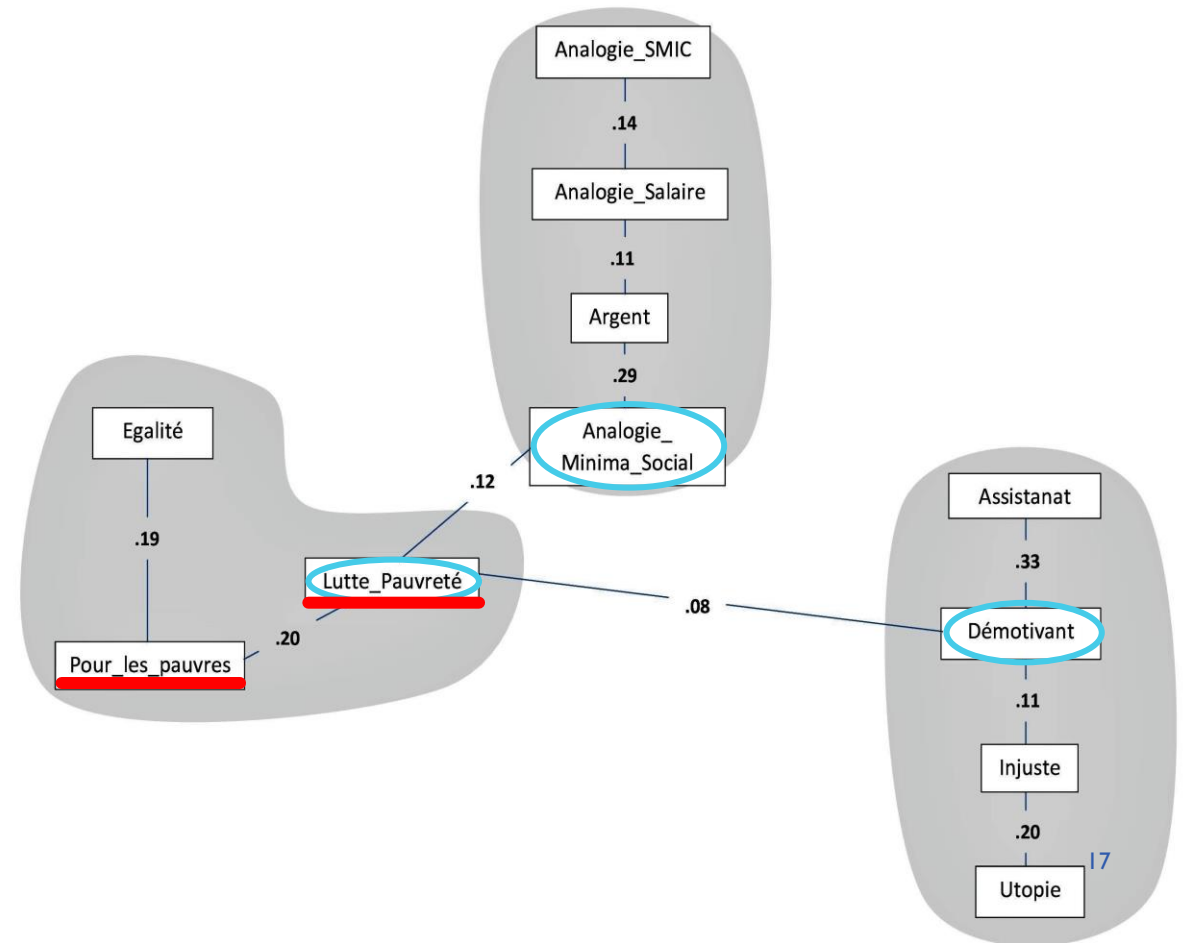 Analogie_SMIC
.14
Analogie_Salaire
.11
Argent
.29
Analogie_
Minima_Social
.12
Egalité
.19
Lutte_Pauvreté
.20
Pour_les_pauvres
.08
Assistanat
.33
Démotivant
.11
Injuste
.20
17
Utopie